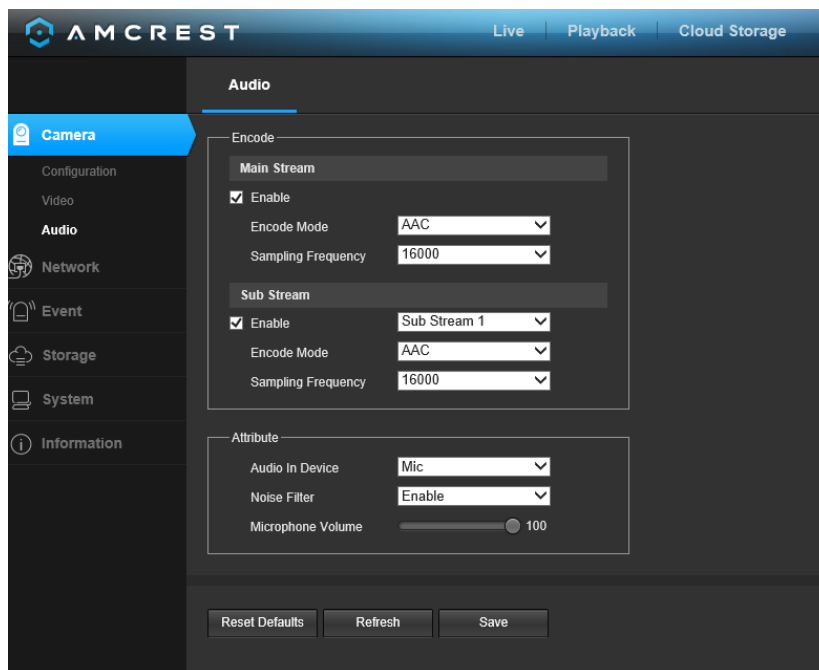 AMCREST
Live Playback Cloud Storage
Audio
Camera
Configuration
Video
Audio
Network
Event
Storage
System
Information
Encode
Main Stream
Enable
Encode Mode AAC
Sampling Frequency 16000
Sub Stream
Enable Sub Stream 1
Encode Mode AAC
Sampling Frequency 16000
Attribute
Audio In Device Mic
Noise Filter Enable
Microphone Volume 100
Reset Defaults Refresh Save